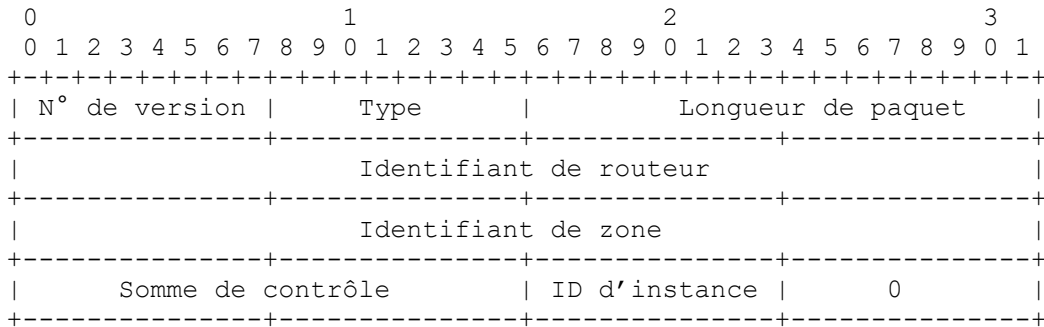 0                   1                   2                   3
 0 1 2 3 4 5 6 7 8 9 0 1 2 3 4 5 6 7 8 9 0 1 2 3 4 5 6 7 8 9 0 1
+-+-+-+-+-+-+-+-+-+-+-+-+-+-+-+-+-+-+-+-+-+-+-+-+-+-+-+-+-+-+-+-+
| N° de version |     Type      |         Longueur de paquet    |
+---------------+---------------+---------------+---------------+
|                     Identifiant de routeur                    |
+---------------+---------------+---------------+---------------+
|                     Identifiant de zone                       |
+---------------+---------------+---------------+---------------+
|      Somme de contrôle        | ID d’instance |      0        |
+---------------+---------------+---------------+---------------+